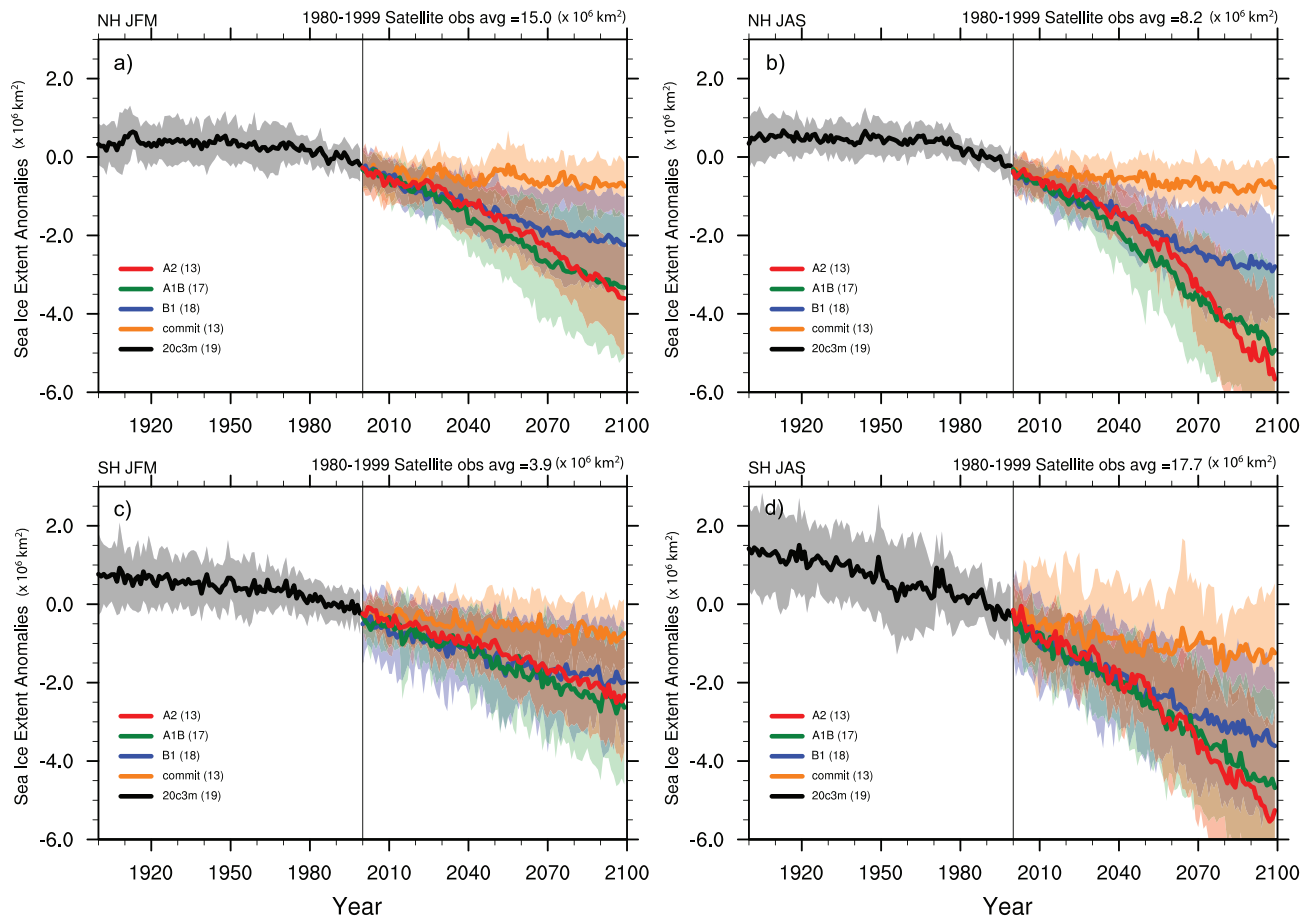 NH JFM 1980-1999 Satellite obs avg =15.0 (x 10⁶ km²)
a)
Sea Ice Extent Anomalies (x 10⁶ km²)
2.0
0.0
-2.0
-4.0
-6.0
A2 (13)
A1B (17)
B1 (18)
commit (13)
20c3m (19)
1920 1950 1980 2010 2040 2070 2100
NH JAS 1980-1999 Satellite obs avg =8.2 (x 10⁶ km²)
b)
Sea Ice Extent Anomalies (x 10⁶ km²)
2.0
0.0
-2.0
-4.0
-6.0
A2 (13)
A1B (17)
B1 (18)
commit (13)
20c3m (19)
1920 1950 1980 2010 2040 2070 2100
SH JFM 1980-1999 Satellite obs avg =3.9 (x 10⁶ km²)
c)
Sea Ice Extent Anomalies (x 10⁶ km²)
2.0
0.0
-2.0
-4.0
-6.0
A2 (13)
A1B (17)
B1 (18)
commit (13)
20c3m (19)
1920 1950 1980 2010 2040 2070 2100
Year
SH JAS 1980-1999 Satellite obs avg =17.7 (x 10⁶ km²)
d)
Sea Ice Extent Anomalies (x 10⁶ km²)
2.0
0.0
-2.0
-4.0
-6.0
A2 (13)
A1B (17)
B1 (18)
commit (13)
20c3m (19)
1920 1950 1980 2010 2040 2070 2100
Year